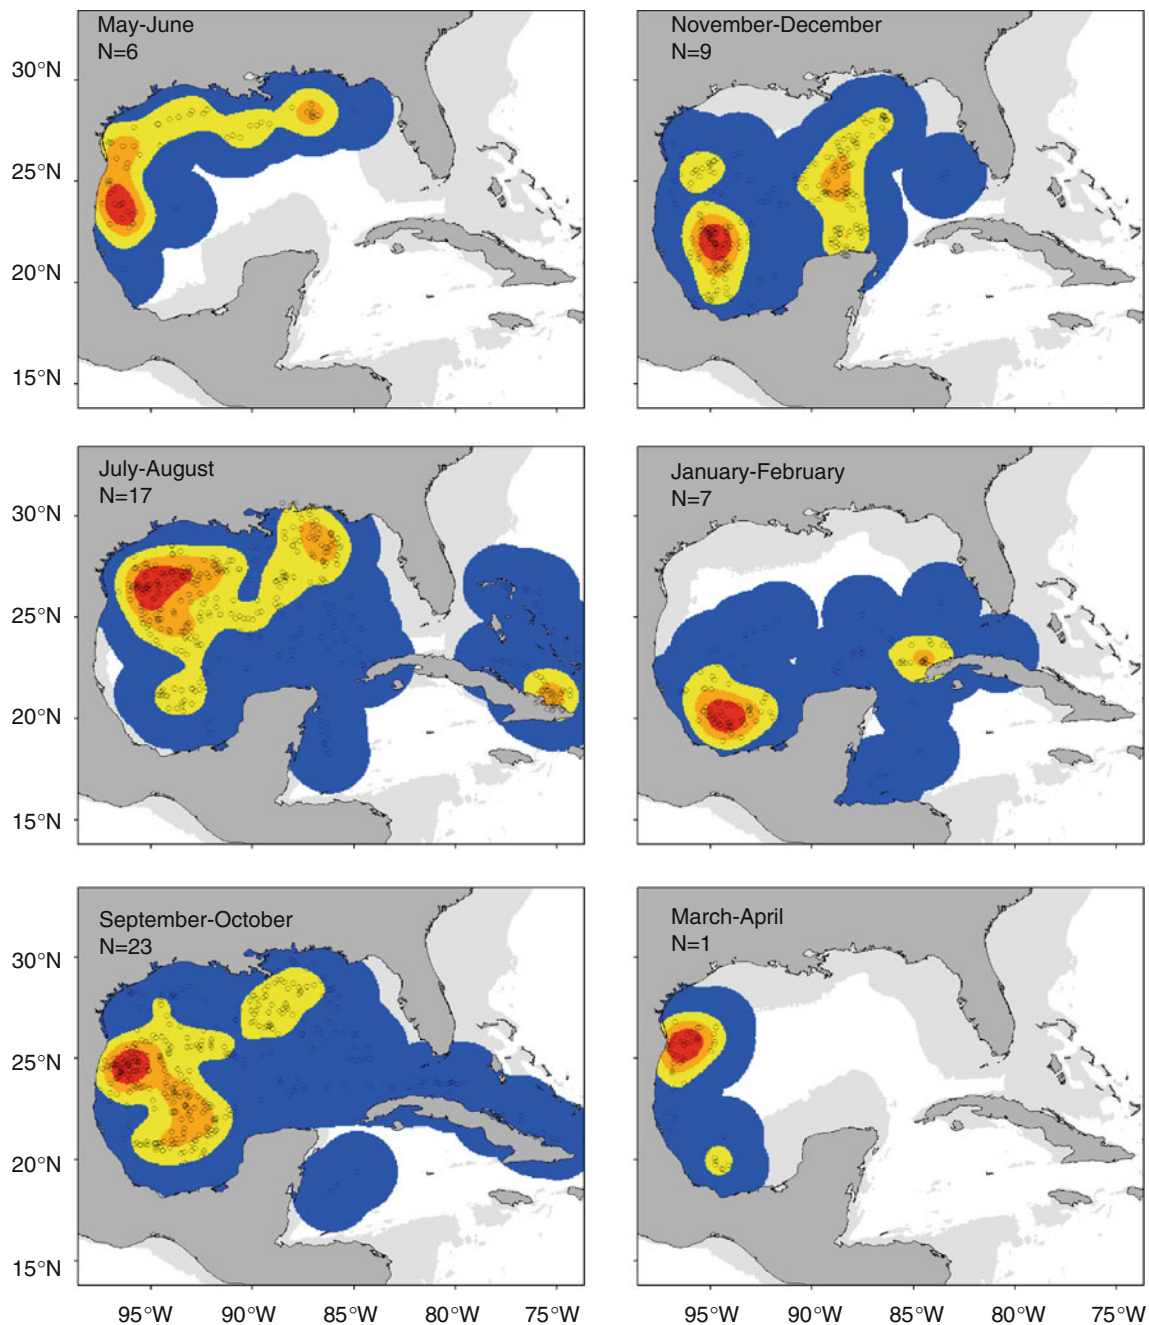 May-June
N=6
30°N
25°N
20°N
15°N
November-December
N=9
July-August
N=17
30°N
25°N
20°N
15°N
January-February
N=7
September-October
N=23
30°N
25°N
20°N
15°N
95°W 90°W 85°W 80°W 75°W
March-April
N=1
95°W 90°W 85°W 80°W 75°W